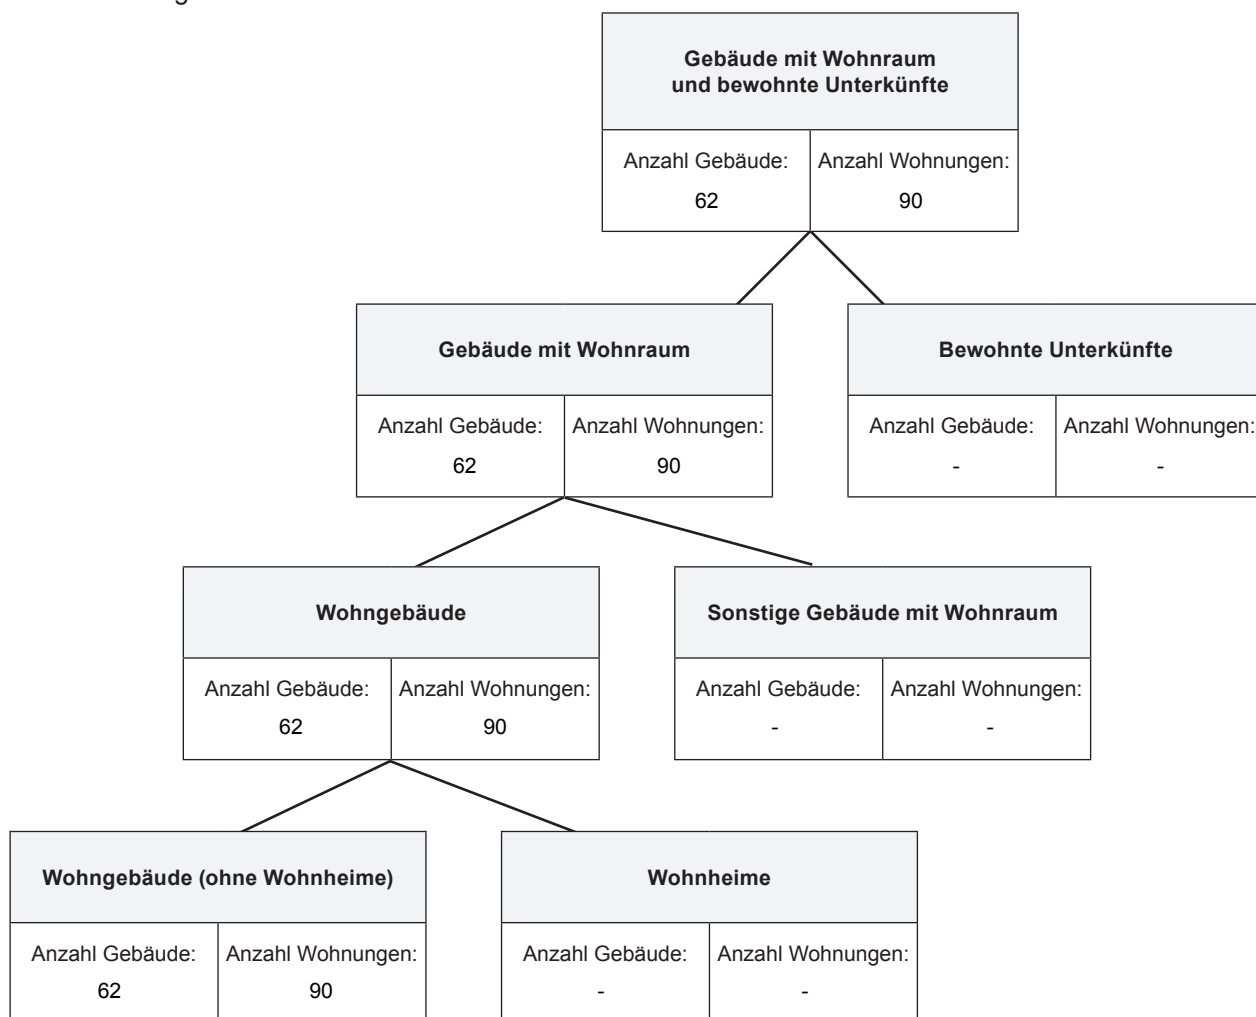 Gebäude mit Wohnraum
und bewohnte Unterkünfte
Anzahl Gebäude: Anzahl Wohnungen:
62 90
Gebäude mit Wohnraum
Anzahl Gebäude: Anzahl Wohnungen:
62 90
Bewohnte Unterkünfte
Anzahl Gebäude: Anzahl Wohnungen:
- -
Wohngebäude
Anzahl Gebäude: Anzahl Wohnungen:
62 90
Sonstige Gebäude mit Wohnraum
Anzahl Gebäude: Anzahl Wohnungen:
- -
Wohngebäude (ohne Wohnheime)
Anzahl Gebäude: Anzahl Wohnungen:
62 90
Wohnheime
Anzahl Gebäude: Anzahl Wohnungen:
- -